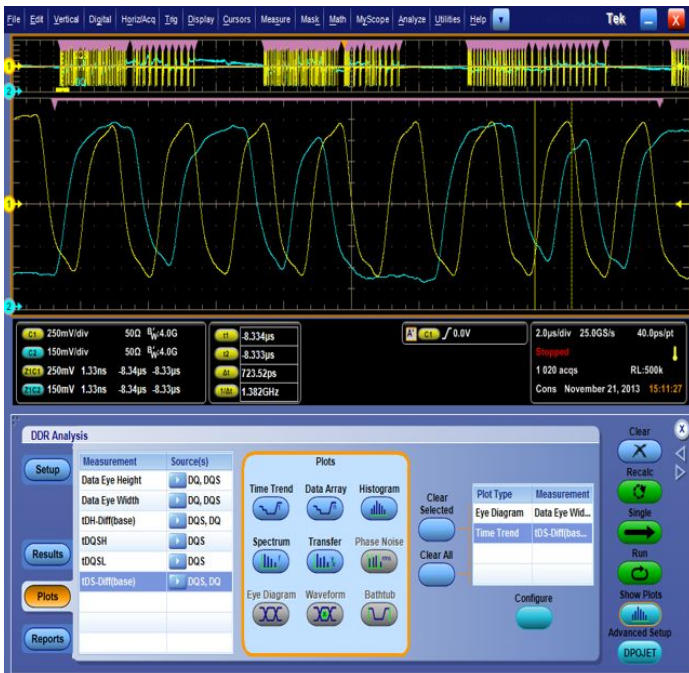 File Edit Vertical Digital Horiz/Acq Trig Display Cursors Measure Mask Math MyScope Analyze Utilities Help Tek X
1
2
1
2
C1 250mV/div 50Ω BW:4.0G
C2 150mV/div 50Ω BW:4.0G
Z1C1 250mV 1.33ns -8.34µs -8.33µs
Z1C2 150mV 1.33ns -8.34µs -8.33µs
t1 -8.334µs
t2 -8.333µs
Δt 723.52ps
1/Δt 1.382GHz
A' C1 0.0V
2.0µs/div 25.0GS/s 40.0ps/pt
Stopped
1 020 acqs RL:500k
Cons November 21, 2013 15:11:27
DDR Analysis
Setup
Results
Plots
Reports
Measurement Source(s)
Data Eye Height DQ, DQS
Data Eye Width DQ, DQS
tDH-Diff(base) DQS, DQ
tDQSH DQS
tDQSL DQS
tDS-Diff(base) DQS, DQ
Plots
Time Trend Data Array Histogram
Spectrum Transfer Phase Noise
Eye Diagram Waveform Bathtub
Clear
Selected
Clear All
Plot Type Measurement
Eye Diagram Data Eye Wid...
Time Trend tDS-Diff(bas...
Configure
Clear
X
Recalc
Single
Run
Show Plots
Advanced Setup
DPOJET